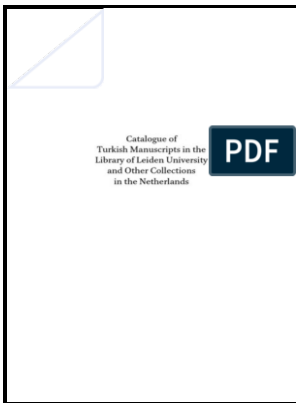 Catalogue of
Turkish Manuscripts in the
Library of Leiden University
and Other Collections
in the Netherlands
PDF